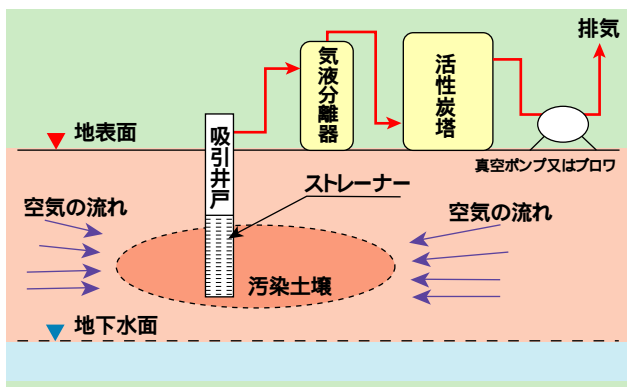 排気
気液分離器
活性炭塔
地表面
吸引井戸
真空ポンプ又はブロワ
ストレーナー
空気の流れ
空気の流れ
汚染土壌
地下水面